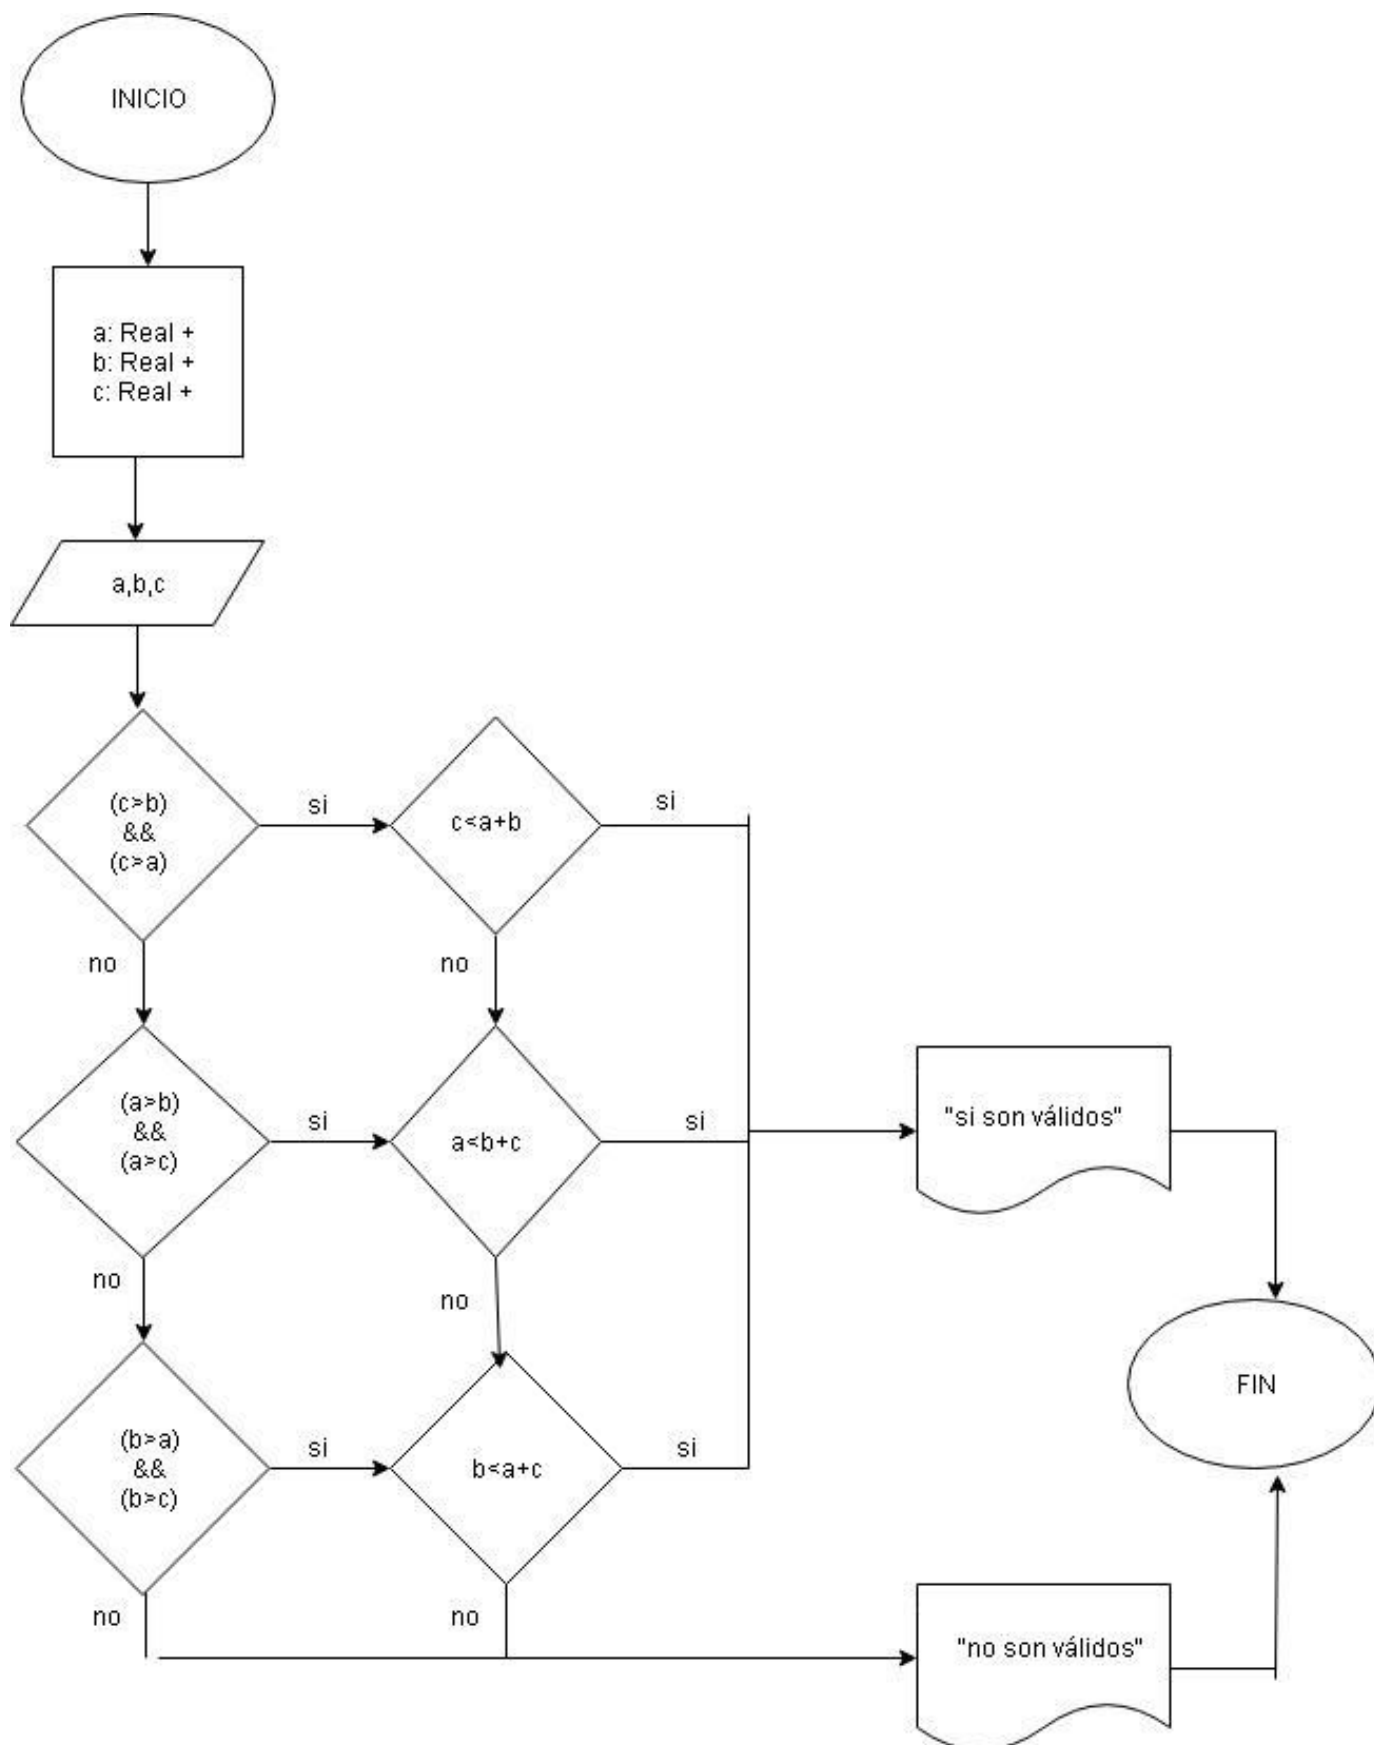 INICIO
a: Real +
b: Real +
c: Real +
a,b,c
(c>b)
&&
(c>a)
si
c<a+b
si
no
no
(a>b)
&&
(a>c)
si
a<b+c
si
"si son válidos"
no
no
(b>a)
&&
(b>c)
si
b<a+c
si
FIN
no
no
"no son válidos"